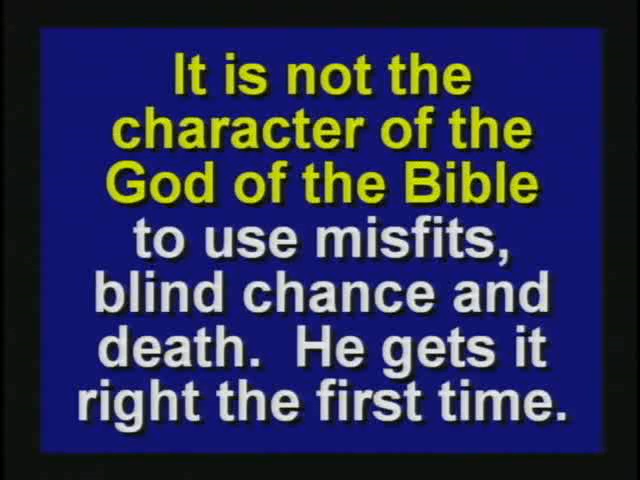 It is not the
character of the
God of the Bible
to use misfits,
blind chance and
death.  He gets it
right the first time.